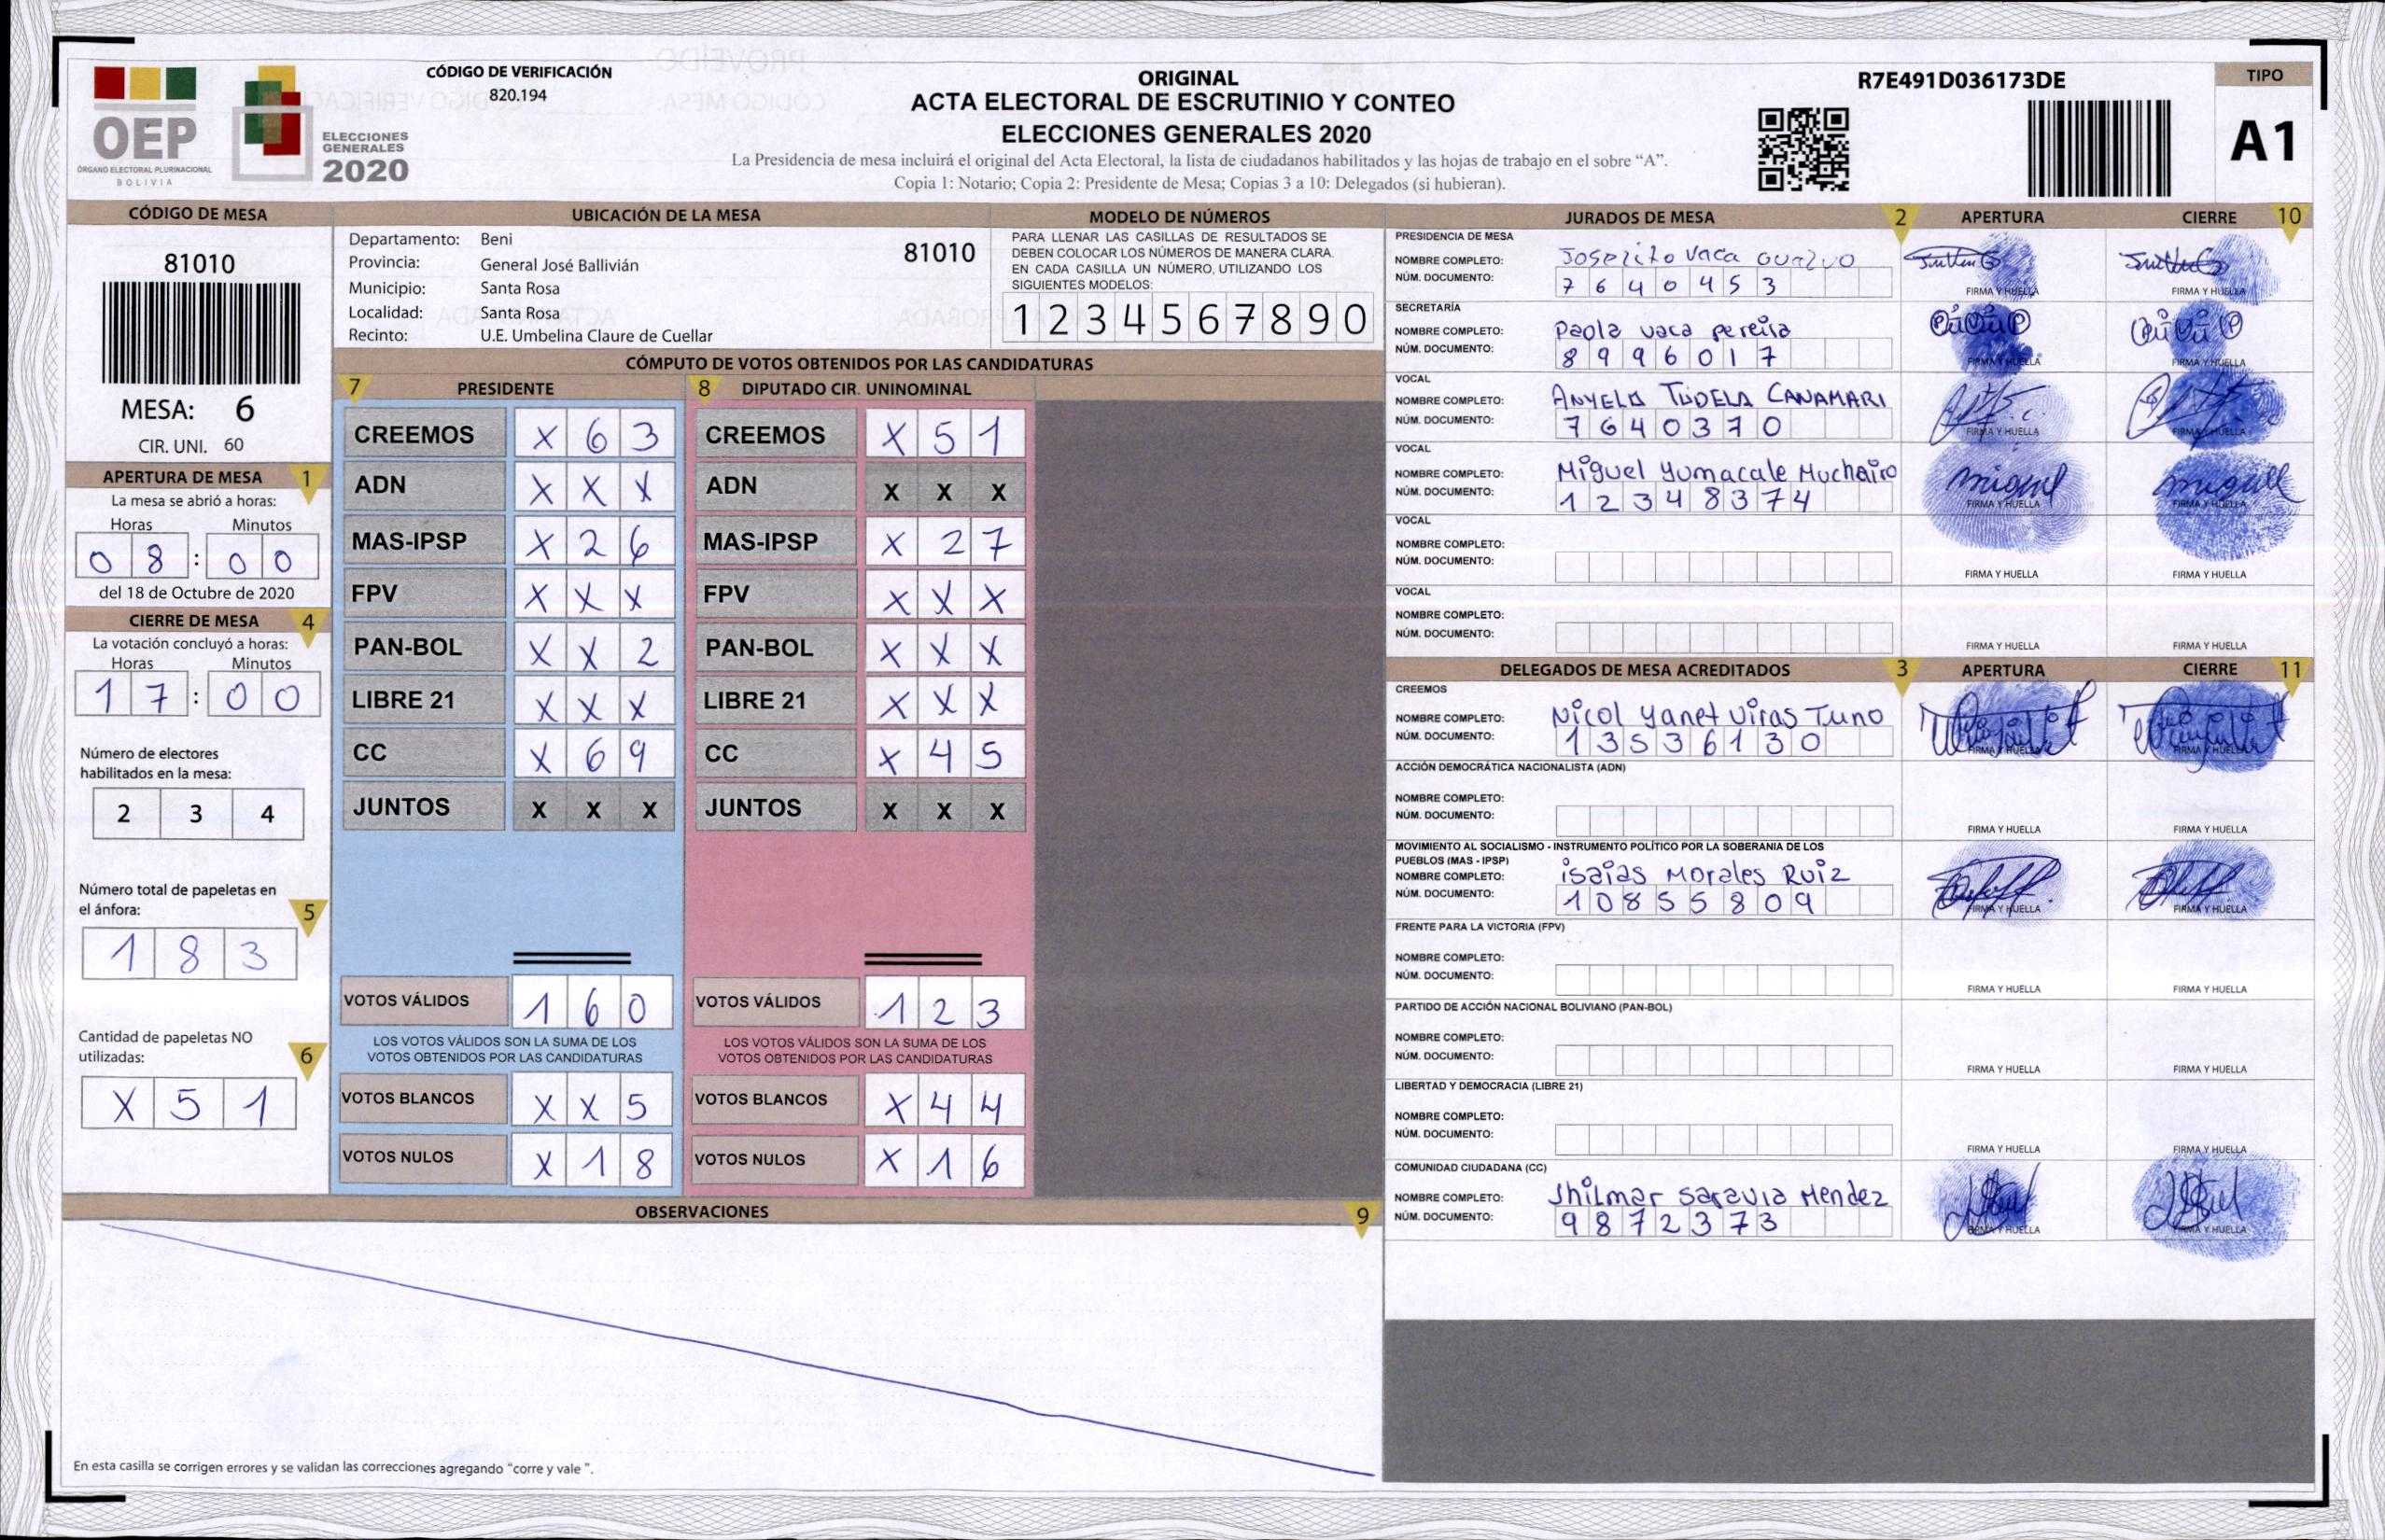 CÓDIGO DE VERIFICACIÓN
820.194
OEP
ÓRGANO ELECTORAL PLURINACIONAL
BOLIVIA
ELECCIONES
GENERALES
2020
ORIGINAL
ACTA ELECTORAL DE ESCRUTINIO Y CONTEO
ELECCIONES GENERALES 2020
La Presidencia de mesa incluirá el original del Acta Electoral, la lista de ciudadanos habilitados y las hojas de trabajo en el sobre “A”.
Copia 1: Notario; Copia 2: Presidente de Mesa; Copias 3 a 10: Delegados (si hubieran).
R7E491D036173DE
TIPO
A1
CÓDIGO DE MESA
81010
MESA: 6
CIR. UNI. 60
APERTURA DE MESA 1
La mesa se abrió a horas:
Horas Minutos
0 8 : 0 0
del 18 de Octubre de 2020
CIERRE DE MESA 4
La votación concluyó a horas:
Horas Minutos
1 7 : 0 0
Número de electores
habilitados en la mesa:
2 3 4
Número total de papeletas en
el ánfora: 5
1 8 3
Cantidad de papeletas NO
utilizadas: 6
X 5 1
UBICACIÓN DE LA MESA
Departamento: Beni 81010
Provincia: General José Ballivián
Municipio: Santa Rosa
Localidad: Santa Rosa
Recinto: U.E. Umbelina Claure de Cuellar
MODELO DE NÚMEROS
PARA LLENAR LAS CASILLAS DE RESULTADOS SE
DEBEN COLOCAR LOS NÚMEROS DE MANERA CLARA.
EN CADA CASILLA UN NÚMERO, UTILIZANDO LOS
SIGUIENTES MODELOS:
1 2 3 4 5 6 7 8 9 0
CÓMPUTO DE VOTOS OBTENIDOS POR LAS CANDIDATURAS
7 PRESIDENTE 8 DIPUTADO CIR. UNINOMINAL
CREEMOS X 6 3 CREEMOS X 5 1
ADN X X X ADN X X X
MAS-IPSP X 2 6 MAS-IPSP X 2 7
FPV X X X FPV X X X
PAN-BOL X X 2 PAN-BOL X X X
LIBRE 21 X X X LIBRE 21 X X X
CC X 6 9 CC X 4 5
JUNTOS X X X JUNTOS X X X
VOTOS VÁLIDOS 1 6 0 VOTOS VÁLIDOS 1 2 3
LOS VOTOS VÁLIDOS SON LA SUMA DE LOS LOS VOTOS VÁLIDOS SON LA SUMA DE LOS
VOTOS OBTENIDOS POR LAS CANDIDATURAS VOTOS OBTENIDOS POR LAS CANDIDATURAS
VOTOS BLANCOS X X 5 VOTOS BLANCOS X 4 4
VOTOS NULOS X 1 8 VOTOS NULOS X 1 6
OBSERVACIONES 9
En esta casilla se corrigen errores y se validan las correcciones agregando “corre y vale ”.
JURADOS DE MESA 2 APERTURA CIERRE 10
PRESIDENCIA DE MESA
NOMBRE COMPLETO: Joselito Vaca
NÚM. DOCUMENTO: 7 6 4 0 4 5 3
FIRMA Y HUELLA FIRMA Y HUELLA
SECRETARÍA
NOMBRE COMPLETO: Paola vaca pereira
NÚM. DOCUMENTO: 8 9 9 6 0 1 7
FIRMA Y HUELLA FIRMA Y HUELLA
VOCAL
NOMBRE COMPLETO: ANYELA TUDELA CANAMARI
NÚM. DOCUMENTO: 7 6 4 0 3 7 0
FIRMA Y HUELLA FIRMA Y HUELLA
VOCAL
NOMBRE COMPLETO: Miguel Yumacale Muchairo
NÚM. DOCUMENTO: 1 2 3 4 8 3 7 4
miguel miguel
FIRMA Y HUELLA FIRMA Y HUELLA
VOCAL
NOMBRE COMPLETO:
NÚM. DOCUMENTO:
FIRMA Y HUELLA FIRMA Y HUELLA
VOCAL
NOMBRE COMPLETO:
NÚM. DOCUMENTO:
FIRMA Y HUELLA FIRMA Y HUELLA
DELEGADOS DE MESA ACREDITADOS 3 APERTURA CIERRE 11
CREEMOS
NOMBRE COMPLETO: Nicol Yanet Viras Tuno
NÚM. DOCUMENTO: 1 3 5 3 6 1 3 0
FIRMA Y HUELLA FIRMA Y HUELLA
ACCIÓN DEMOCRÁTICA NACIONALISTA (ADN)
NOMBRE COMPLETO:
NÚM. DOCUMENTO:
FIRMA Y HUELLA FIRMA Y HUELLA
MOVIMIENTO AL SOCIALISMO - INSTRUMENTO POLÍTICO POR LA SOBERANIA DE LOS
PUEBLOS (MAS - IPSP)
NOMBRE COMPLETO: isaias Morales Ruiz
NÚM. DOCUMENTO: 1 0 8 5 5 8 0 9
FIRMA Y HUELLA FIRMA Y HUELLA
FRENTE PARA LA VICTORIA (FPV)
NOMBRE COMPLETO:
NÚM. DOCUMENTO:
FIRMA Y HUELLA FIRMA Y HUELLA
PARTIDO DE ACCIÓN NACIONAL BOLIVIANO (PAN-BOL)
NOMBRE COMPLETO:
NÚM. DOCUMENTO:
FIRMA Y HUELLA FIRMA Y HUELLA
LIBERTAD Y DEMOCRACIA (LIBRE 21)
NOMBRE COMPLETO:
NÚM. DOCUMENTO:
FIRMA Y HUELLA FIRMA Y HUELLA
COMUNIDAD CIUDADANA (CC)
NOMBRE COMPLETO: Jhilmar Saravia Mendez
NÚM. DOCUMENTO: 9 8 7 2 3 7 3
FIRMA Y HUELLA FIRMA Y HUELLA